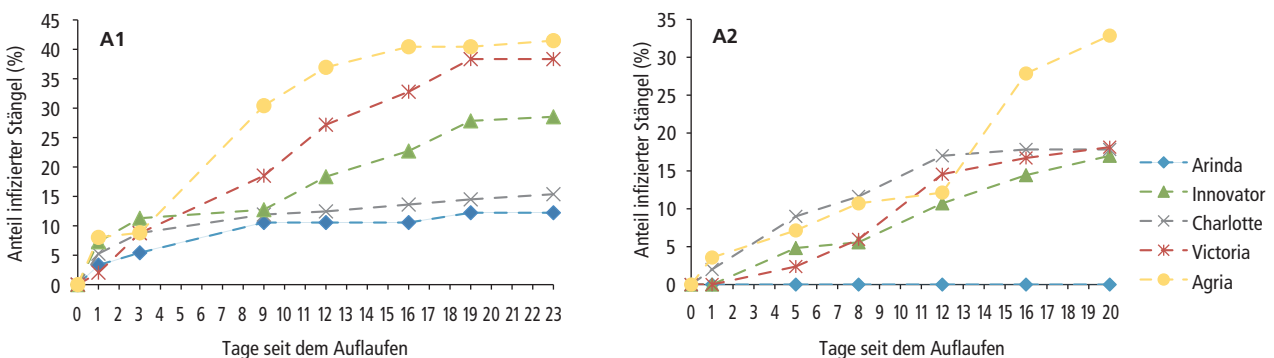 A1
Anteil infizierter Stängel (%)
45
40
35
30
25
20
15
10
5
0
0 1 2 3 4 5 6 7 8 9 10 11 12 13 14 15 16 17 18 19 20 21 22 23
Tage seit dem Auflaufen
A2
Anteil infizierter Stängel (%)
35
30
25
20
15
10
5
0
0 1 2 3 4 5 6 7 8 9 10 11 12 13 14 15 16 17 18 19 20
Tage seit dem Auflaufen
Arinda
Innovator
Charlotte
Victoria
Agria